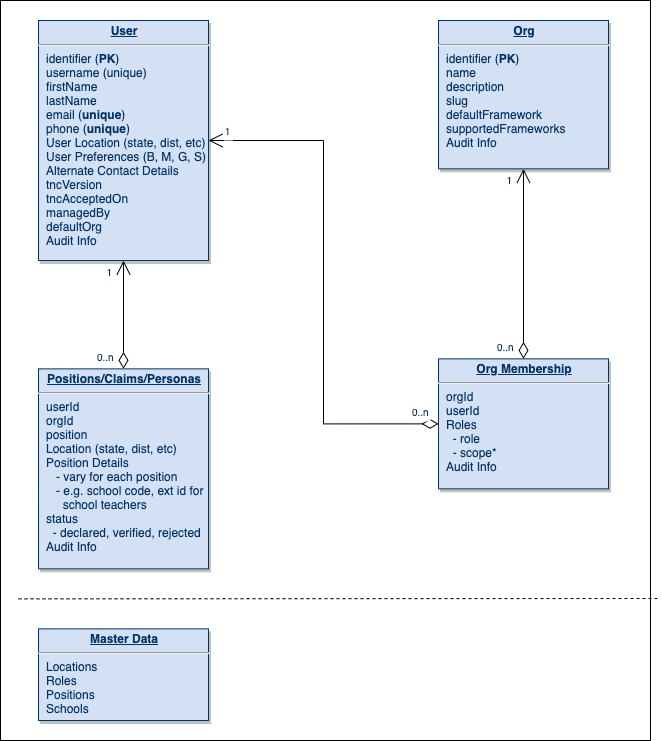 User
identifier (PK)
username (unique)
firstName
lastName
email (unique)
phone (unique)
User Location (state, dist, etc)
User Preferences (B, M, G, S)
Alternate Contact Details
tncVersion
tncAcceptedOn
managedBy
defaultOrg
Audit Info
Org
identifier (PK)
name
description
slug
defaultFramework
supportedFrameworks
Audit Info
1
1
1
0..n
0..n
0..n
Positions/Claims/Personas
userId
orgId
position
Location (state, dist, etc)
Position Details
- vary for each position
- e.g. school code, ext id for
school teachers
status
- declared, verified, rejected
Audit Info
Org Membership
orgId
userId
Roles
- role
- scope*
Audit Info
Master Data
Locations
Roles
Positions
Schools